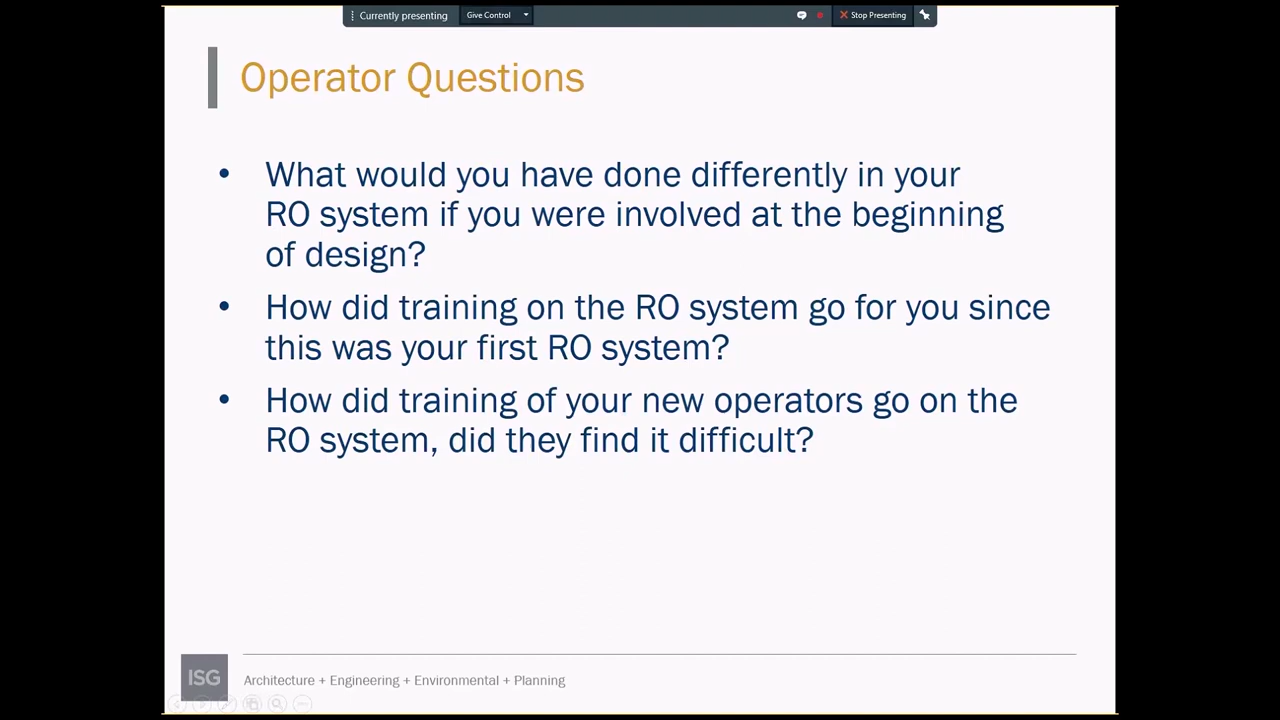 Currently presenting Give Control Stop Presenting
Operator Questions
• What would you have done differently in your
RO system if you were involved at the beginning
of design?
• How did training on the RO system go for you since
this was your first RO system?
• How did training of your new operators go on the
RO system, did they find it difficult?
ISG Architecture + Engineering + Environmental + Planning